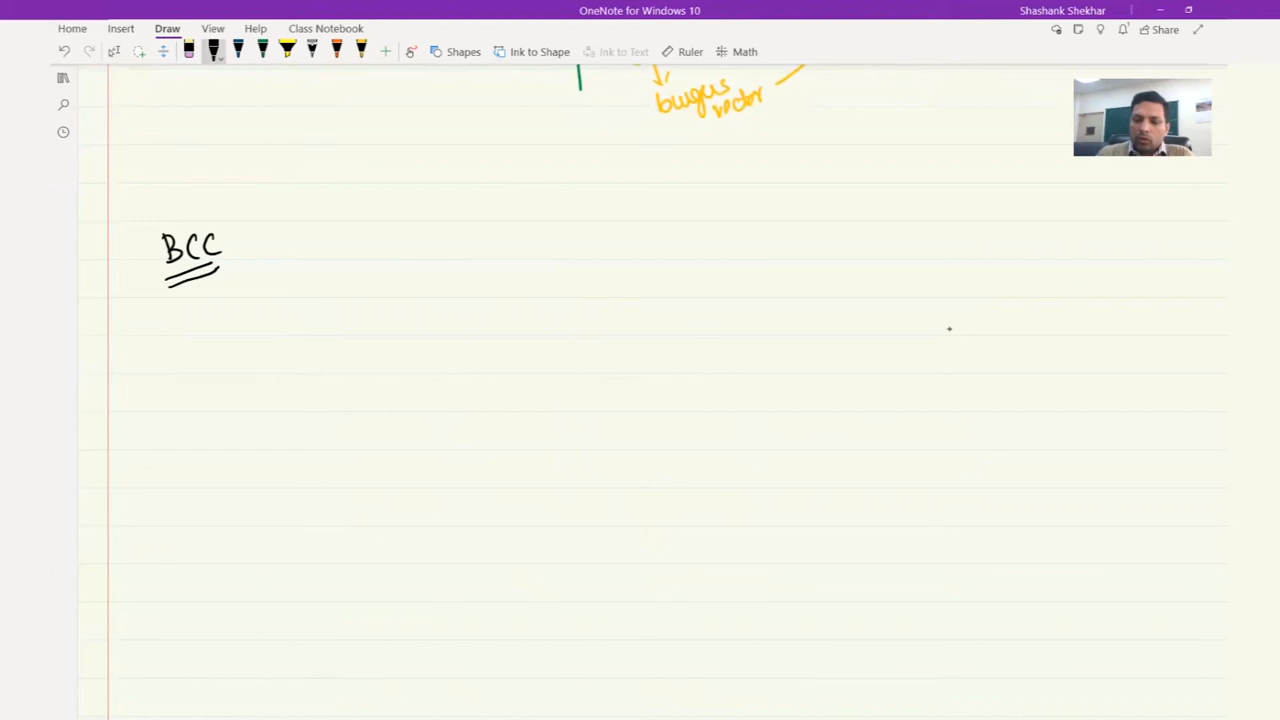 OneNote for Windows 10
Shashank Shekhar
Home Insert Draw View Help Class Notebook
Shapes Ink to Shape Ink to Text Ruler Math Share
burgus
vector
BCC